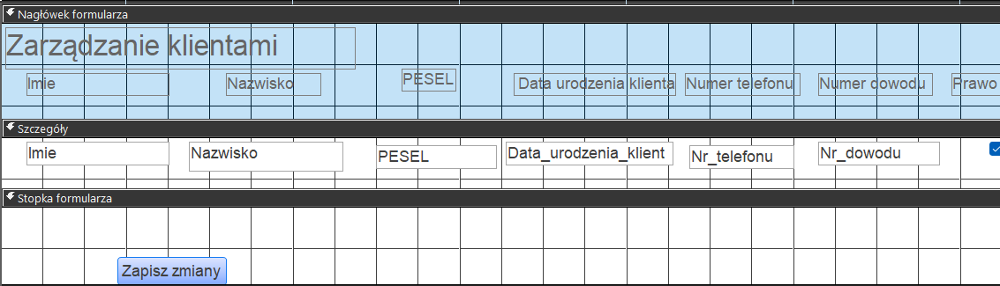 Nagłówek formularza
Zarządzanie klientami
Imie Nazwisko PESEL Data urodzenia klienta Numer telefonu Numer dowodu Prawo
Szczegóły
Imie Nazwisko PESEL Data_urodzenia_klient Nr_telefonu Nr_dowodu
Stopka formularza
Zapisz zmiany